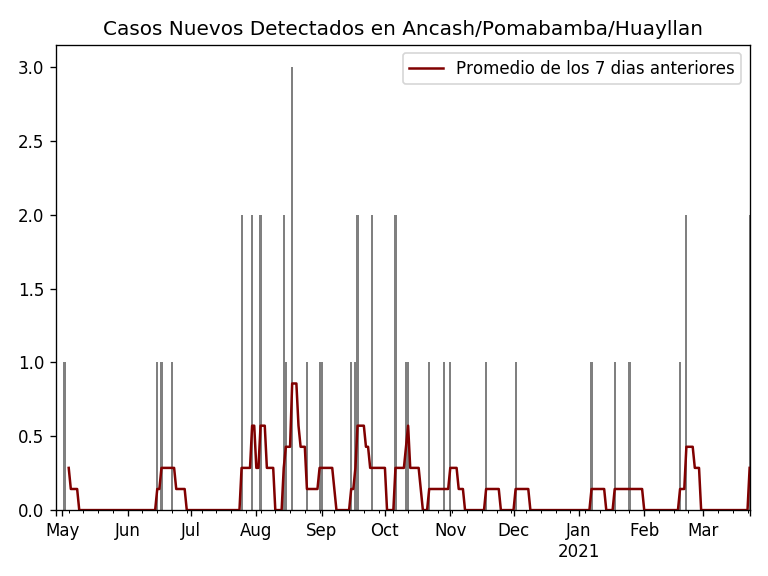 Casos Nuevos Detectados en Ancash/Pomabamba/Huayllan
Promedio de los 7 dias anteriores
3.0
2.5
2.0
1.5
1.0
0.5
0.0
May Jun Jul Aug Sep Oct Nov Dec Jan Feb Mar
2021